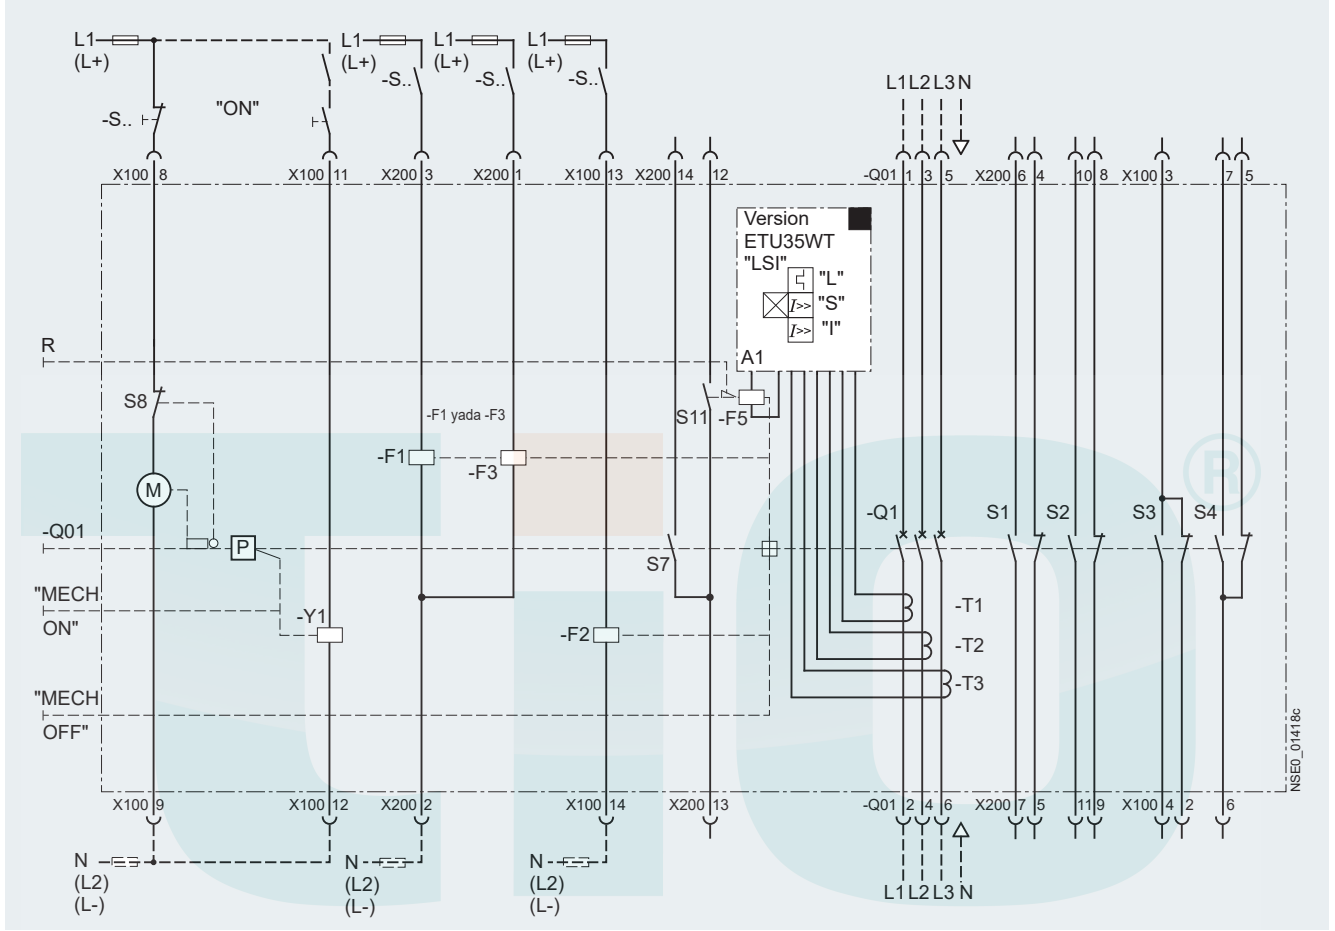 L1 L1 L1 L1
(L+) (L+) (L+) (L+)
-S.. "ON" -S.. -S.. -S..
L1 L2 L3 N
X100 8 X100 11 X200 3 X200 1 X100 13 X200 14 12 -Q01 1 3 5 X200 6 4 10 8 X100 3 7 5
Version
ETU35WT
"LSI"
"L"
I>> "S"
I>> "I"
A1
R
S8
-F1 yada -F3
S11 -F5
-F1 -F3
M
-Q1 S1 S2 S3 S4
-Q01
P
S7
"MECH
ON"
-Y1
-F2
-T1
-T2
-T3
"MECH
OFF"
NSE0_01418c
X100 9 X100 12 X200 2 X100 14 X200 13 -Q01 2 4 6 X200 7 5 11 9 X100 4 2 6
N N N
(L2) (L2) (L2)
(L-) (L-) (L-)
L1 L2 L3 N
®